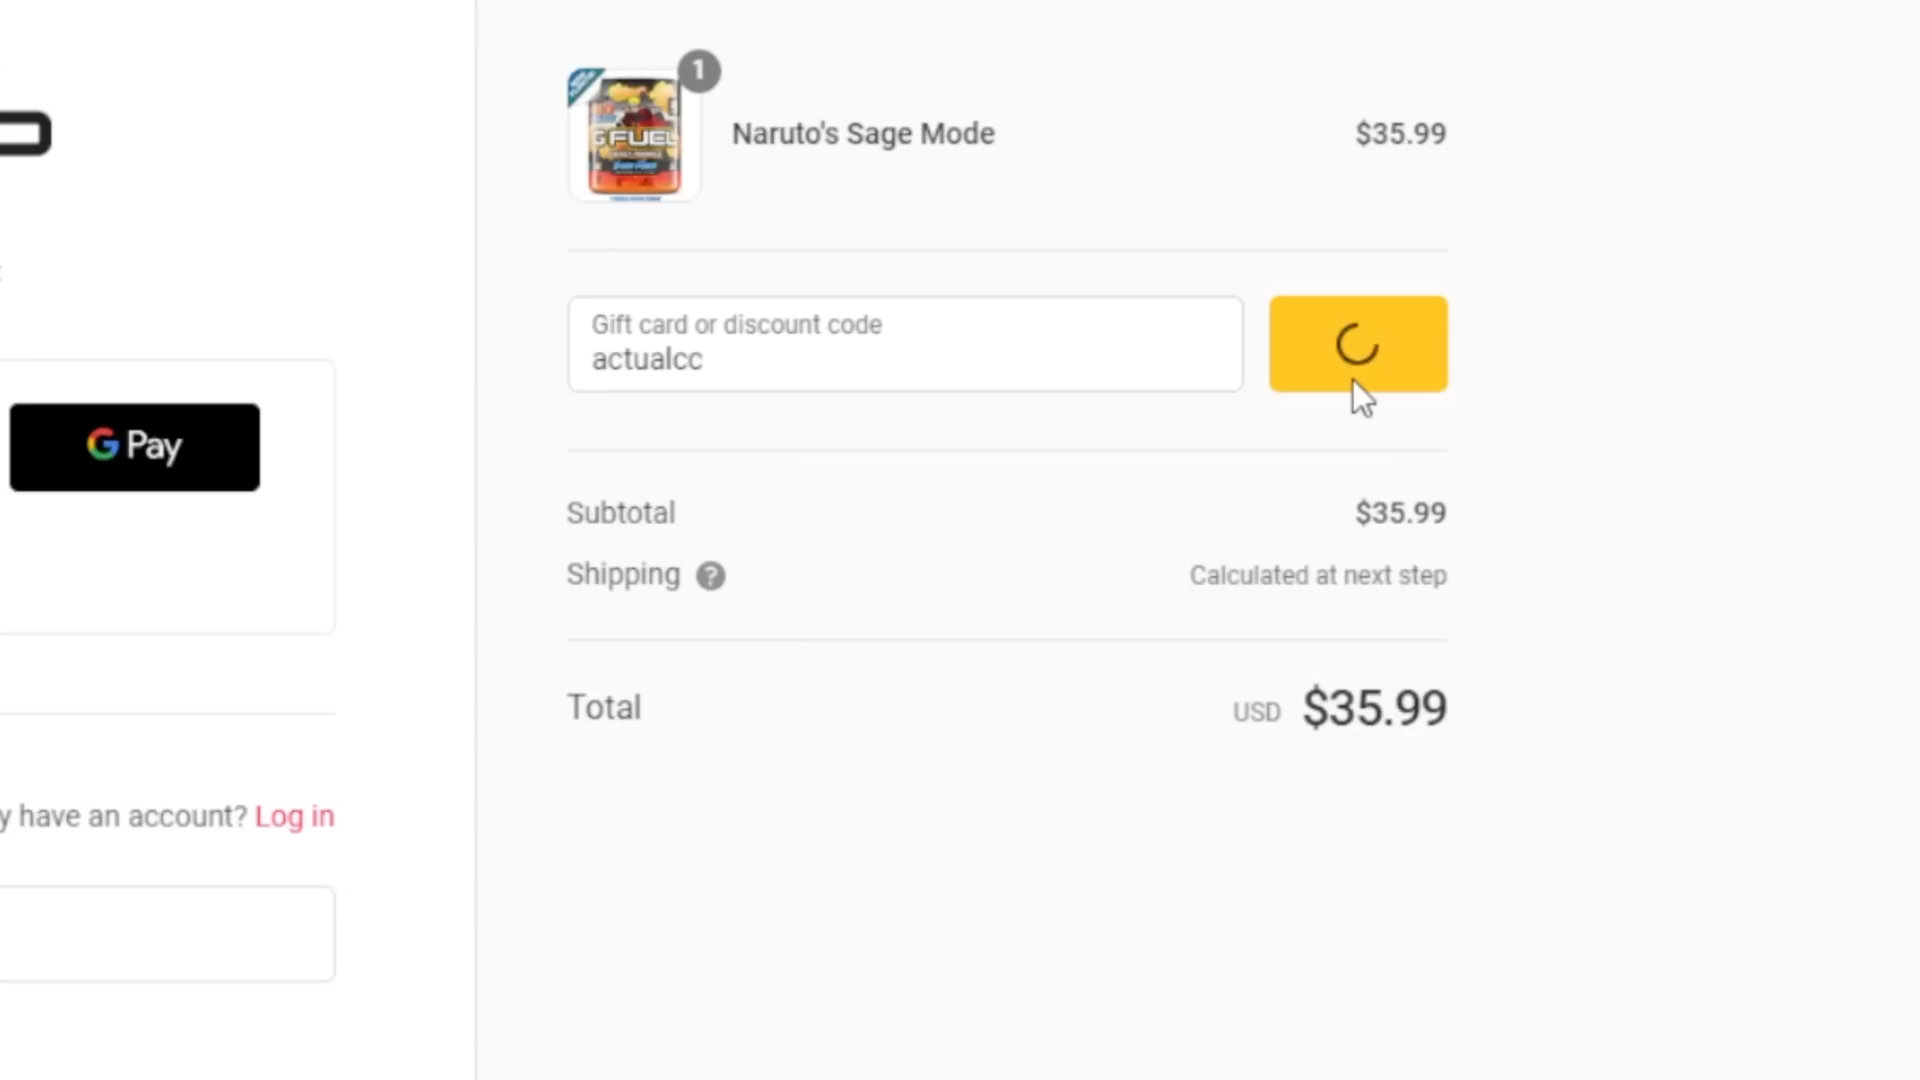 1
G FUEL
Naruto's Sage Mode
$35.99
Gift card or discount code
actualcc
G Pay
Subtotal
$35.99
Shipping ?
Calculated at next step
Total
USD $35.99
y have an account? Log in